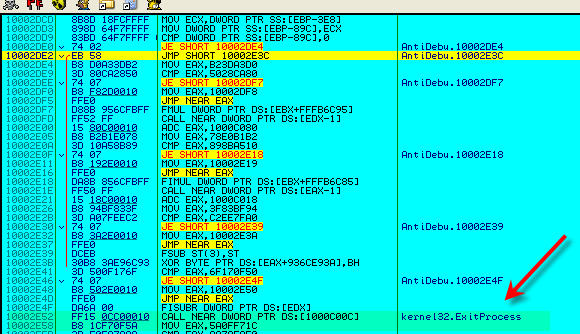 10002DCD 8B8D 18FCFFFF MOV ECX,DWORD PTR SS:[EBP-3E8]
10002DD3 898D 64F7FFFF MOV DWORD PTR SS:[EBP-89C],ECX
10002DD9 83BD 64F7FFFF CMP DWORD PTR SS:[EBP-89C],0
10002DE0 74 02 JE SHORT 10002DE4 AntiDebu.10002DE4
10002DE2 EB 58 JMP SHORT 10002E3C AntiDebu.10002E3C
10002DE4 B8 D0A83DB2 MOV EAX,B23DA8D0
10002DE9 3D 80CA2850 CMP EAX,5028CA80
10002DEE 74 07 JE SHORT 10002DF7 AntiDebu.10002DF7
10002DF0 B8 F82D0010 MOV EAX,10002DF8
10002DF5 FFE0 JMP NEAR EAX
10002DF7 D88B 956CFBFF FMUL DWORD PTR DS:[EBX+FFFB6C95]
10002DFD FF52 FF CALL NEAR DWORD PTR DS:[EDX-1]
10002E00 15 80C00010 ADC EAX,1000C080
10002E05 B8 B2B1E078 MOV EAX,78E0B1B2
10002E0A 3D 10A58B89 CMP EAX,898BA510
10002E0F 74 07 JE SHORT 10002E18 AntiDebu.10002E18
10002E11 B8 192E0010 MOV EAX,10002E19
10002E16 FFE0 JMP NEAR EAX
10002E18 DA8B 856CFBFF FIMUL DWORD PTR DS:[EBX+FFFB6C85]
10002E1E FF50 FF CALL NEAR DWORD PTR DS:[EAX-1]
10002E21 15 18C00010 ADC EAX,1000C018
10002E26 B8 94BF833F MOV EAX,3F83BF94
10002E2B 3D A07FEEC2 CMP EAX,C2EE7FA0
10002E30 74 07 JE SHORT 10002E39 AntiDebu.10002E39
10002E32 B8 3A2E0010 MOV EAX,10002E3A
10002E37 FFE0 JMP NEAR EAX
10002E39 DCEB FSUB ST(3),ST
10002E3B 30B8 3AE96C93 XOR BYTE PTR DS:[EAX+936CE93A],BH
10002E41 3D 500F176F CMP EAX,6F170F50
10002E46 74 07 JE SHORT 10002E4F AntiDebu.10002E4F
10002E48 B8 502E0010 MOV EAX,10002E50
10002E4D FFE0 JMP NEAR EAX
10002E4F DA6A 00 FISUBR DWORD PTR DS:[EDX]
10002E52 FF15 0CC00010 CALL NEAR DWORD PTR DS:[1000C00C] kernel32.ExitProcess
10002E58 B8 1CF70F5A MOV EAX,5A0FF71C